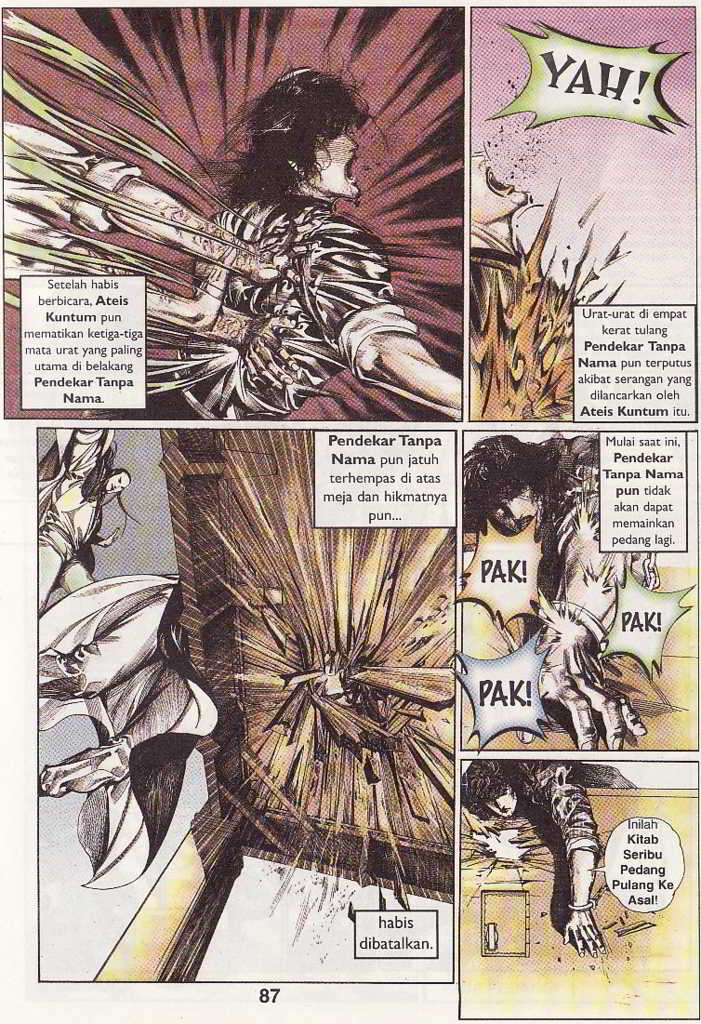 Setelah habis
berbicara, Ateis
Kuntum pun
mematikan ketiga-tiga
mata urat yang paling
utama di belakang
Pendekar Tanpa
Nama.
YAH!
Urat-urat di empat
kerat tulang
Pendekar Tanpa
Nama pun terputus
akibat serangan yang
dilancarkan oleh
Ateis Kuntum itu.
Pendekar Tanpa
Nama pun jatuh
terhempas di atas
meja dan hikmatnya
pun...
habis
dibatalkan.
Mulai saat ini,
Pendekar
Tanpa Nama
pun tidak
akan dapat
memainkan
pedang lagi.
PAK!
PAK!
PAK!
Inilah
Kitab
Seribu
Pedang
Pulang Ke
Asal!
87